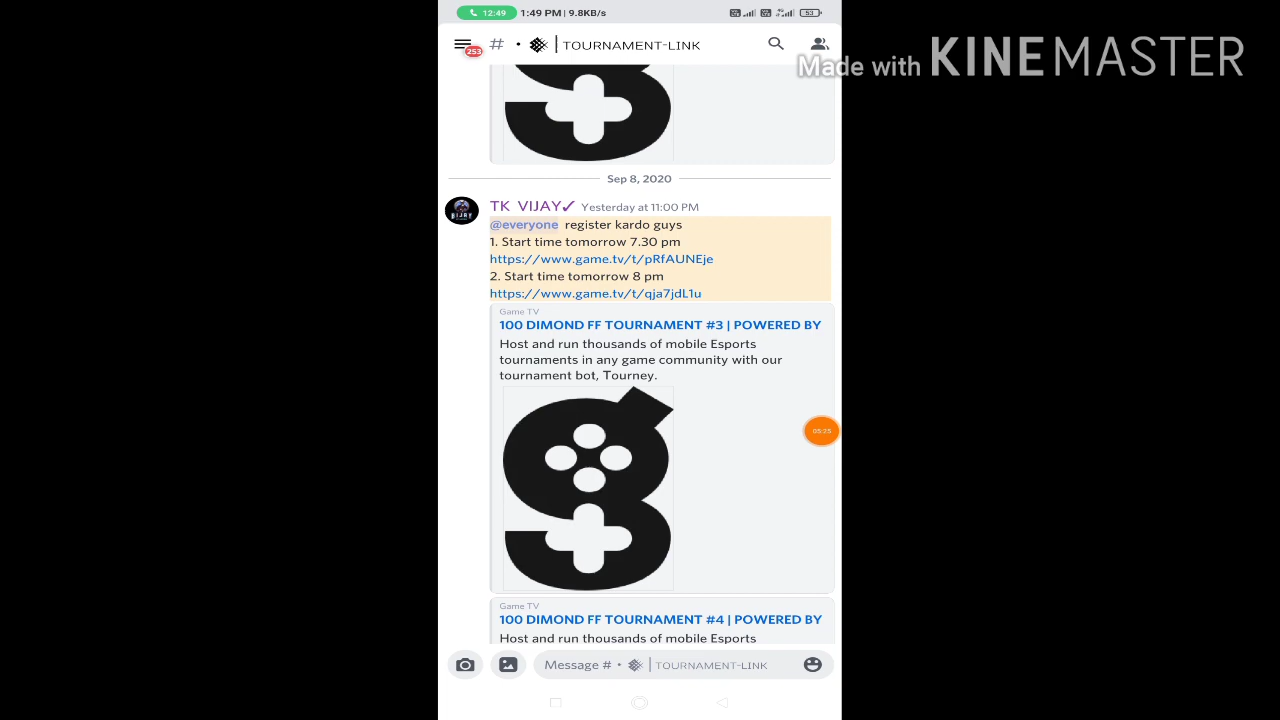 12:49 1:49 PM | 9.8KB/s 53
253 # • | TOURNAMENT-LINK
Made with KINEMASTER
Sep 8, 2020
TK VIJAY✓ Yesterday at 11:00 PM
@everyone register kardo guys
1. Start time tomorrow 7.30 pm
https://www.game.tv/t/pRfAUNEje
2. Start time tomorrow 8 pm
https://www.game.tv/t/qja7jdL1u
Game TV
100 DIMOND FF TOURNAMENT #3 | POWERED BY
Host and run thousands of mobile Esports
tournaments in any game community with our
tournament bot, Tourney.
05:25
Game TV
100 DIMOND FF TOURNAMENT #4 | POWERED BY
Host and run thousands of mobile Esports
Message # • | TOURNAMENT-LINK